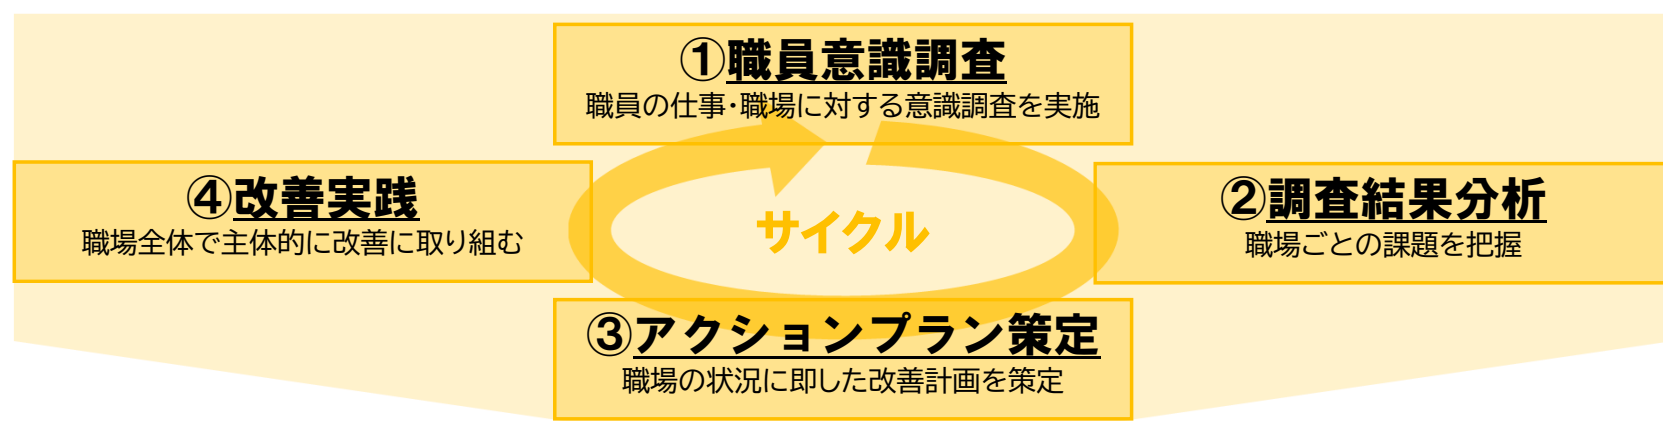 ①職員意識調査
職員の仕事・職場に対する意識調査を実施
④改善実践
職場全体で主体的に改善に取り組む
サイクル
②調査結果分析
職場ごとの課題を把握
③アクションプラン策定
職場の状況に即した改善計画を策定